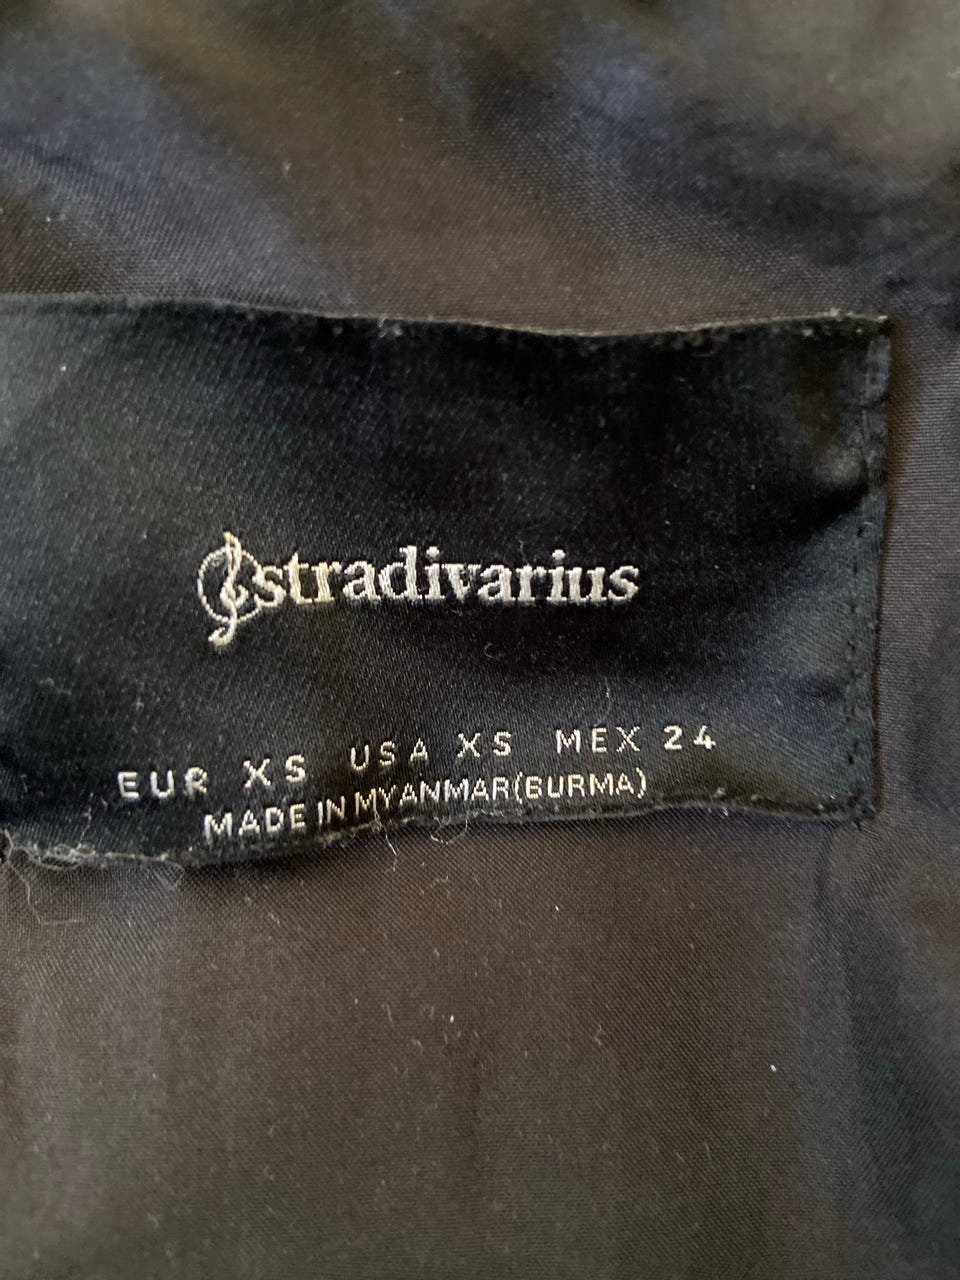 stradivarius
EUR XS USA XS MEX 24
MADE IN MYANMAR(BURMA)